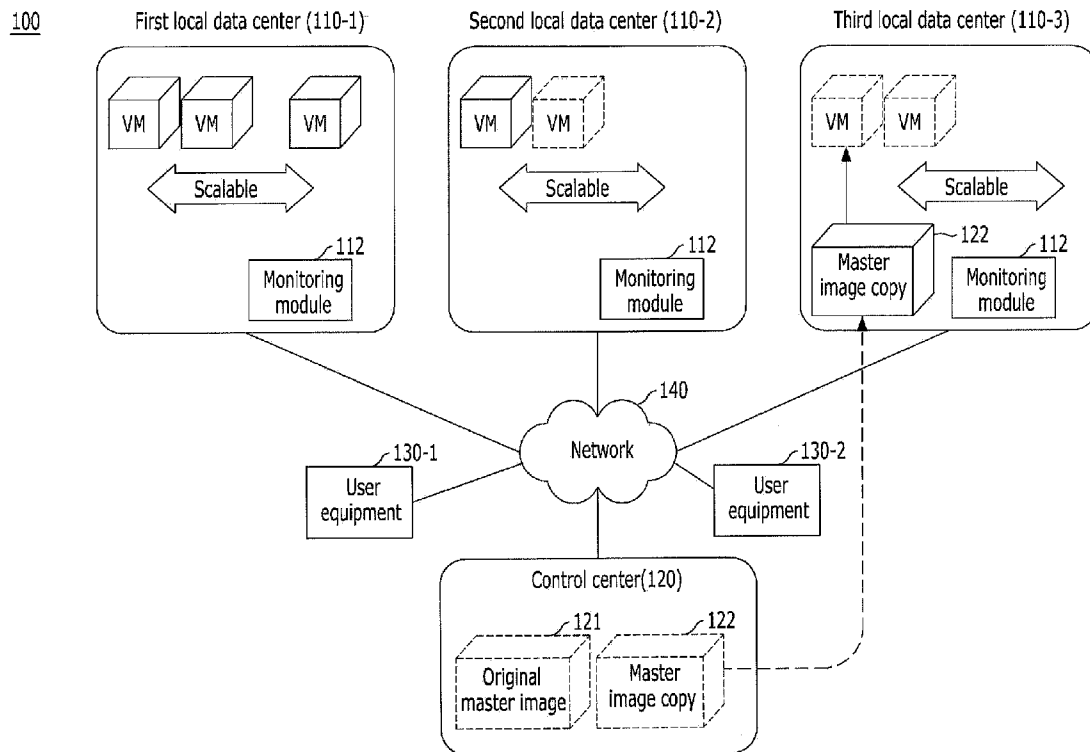 100
First local data center (110-1)
Second local data center (110-2)
Third local data center (110-3)
VM
VM
VM
VM
VM
VM
VM
Scalable
Scalable
Scalable
112
Monitoring
module
112
Monitoring
module
122
Master
image copy
112
Monitoring
module
140
Network
130-1
User
equipment
130-2
User
equipment
Control center(120)
121
Original
master image
122
Master
image copy